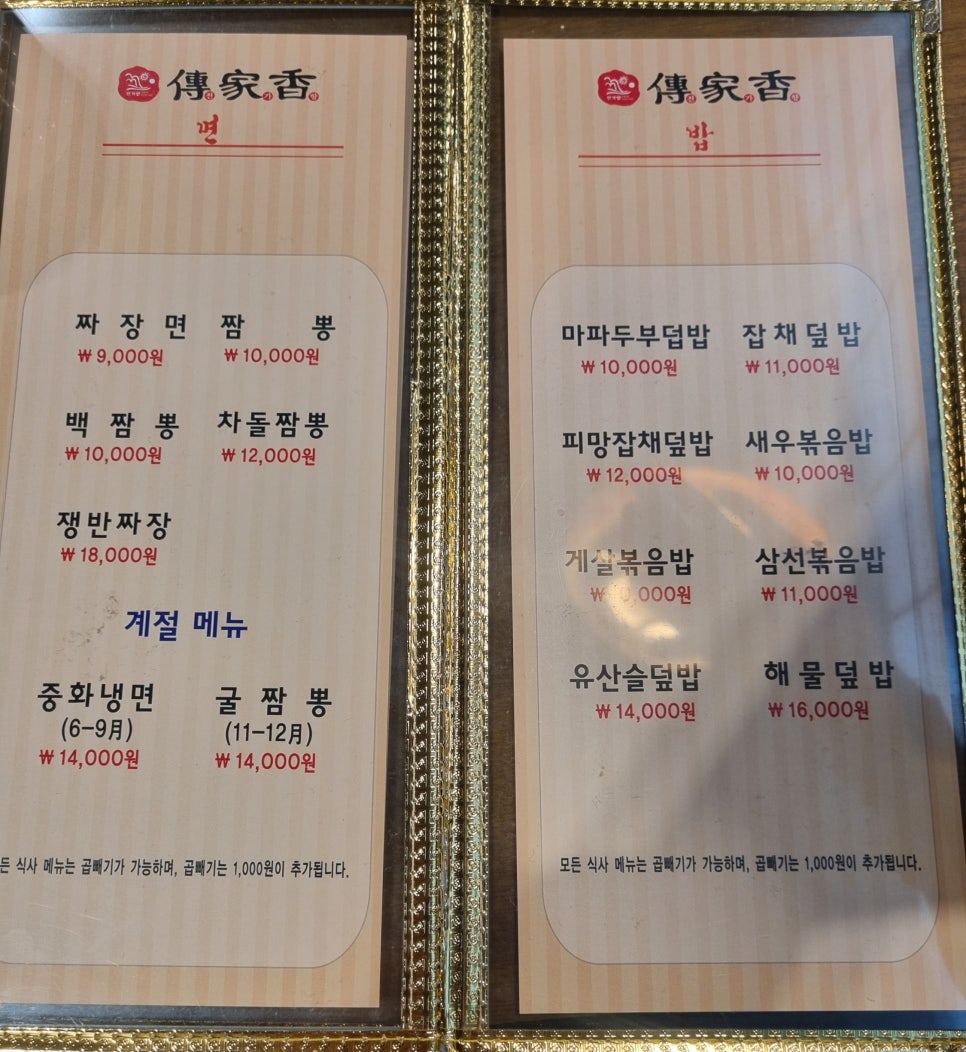 傳家香
전가향
면
짜장면 짬뽕
₩ 9,000원 ₩ 10,000원
백짬뽕 차돌짬뽕
₩ 10,000원 ₩ 12,000원
쟁반짜장
₩ 18,000원
계절 메뉴
중화냉면 굴짬뽕
(6-9月) (11-12月)
₩ 14,000원 ₩ 14,000원
든 식사 메뉴는 곱빼기가 가능하며, 곱빼기는 1,000원이 추가됩니다.
傳家香
전가향
밥
마파두부덥밥 잡채덮밥
₩ 10,000원 ₩ 11,000원
피망잡채덮밥 새우볶음밥
₩ 12,000원 ₩ 10,000원
게살볶음밥 삼선볶음밥
₩ 11,000원
유산슬덮밥 해물덮밥
₩ 14,000원 ₩ 16,000원
모든 식사 메뉴는 곱빼기가 가능하며, 곱빼기는 1,000원이 추가됩니다.